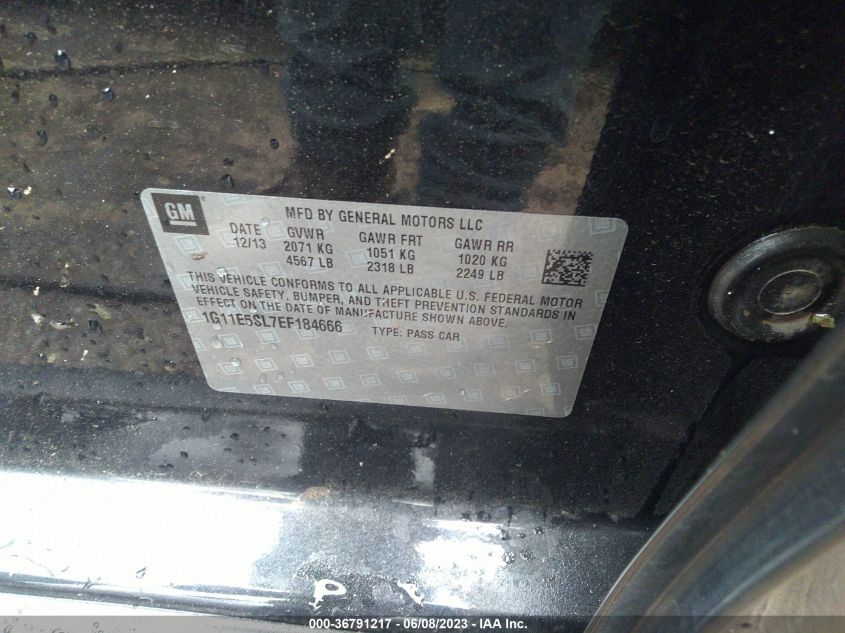 GM
MFD BY GENERAL MOTORS LLC
DATE GVWR GAWR FRT GAWR RR
12/13 2071 KG 1051 KG 1020 KG
4567 LB 2318 LB 2249 LB
THIS VEHICLE CONFORMS TO ALL APPLICABLE U.S. FEDERAL MOTOR
VEHICLE SAFETY, BUMPER, AND THEFT PREVENTION STANDARDS IN
EFFECT ON THE DATE OF MANUFACTURE SHOWN ABOVE.
1G11E5SL7EF184666 TYPE: PASS CAR
000-36791217 - 06/08/2023 - IAA Inc.